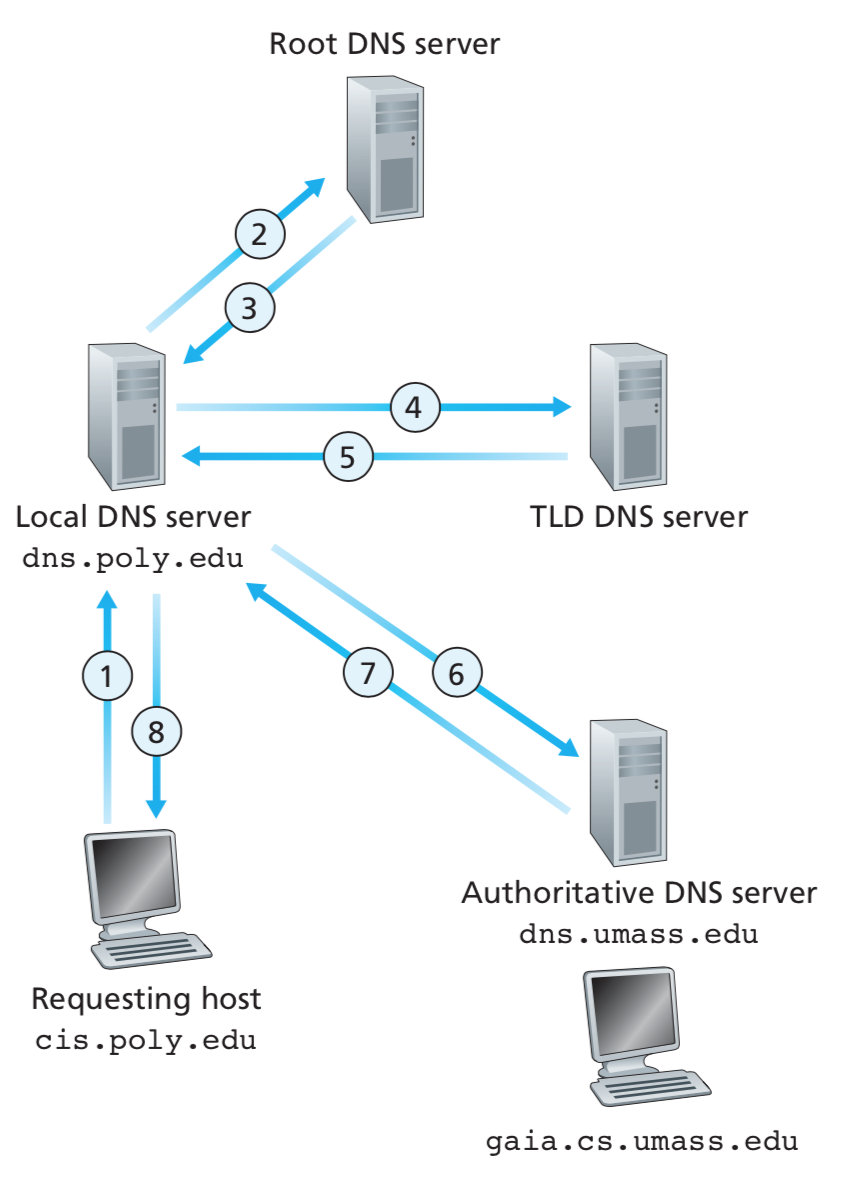 Root DNS server
2
3
4
5
Local DNS server
dns.poly.edu
TLD DNS server
1
8
7
6
Authoritative DNS server
dns.umass.edu
Requesting host
cis.poly.edu
gaia.cs.umass.edu